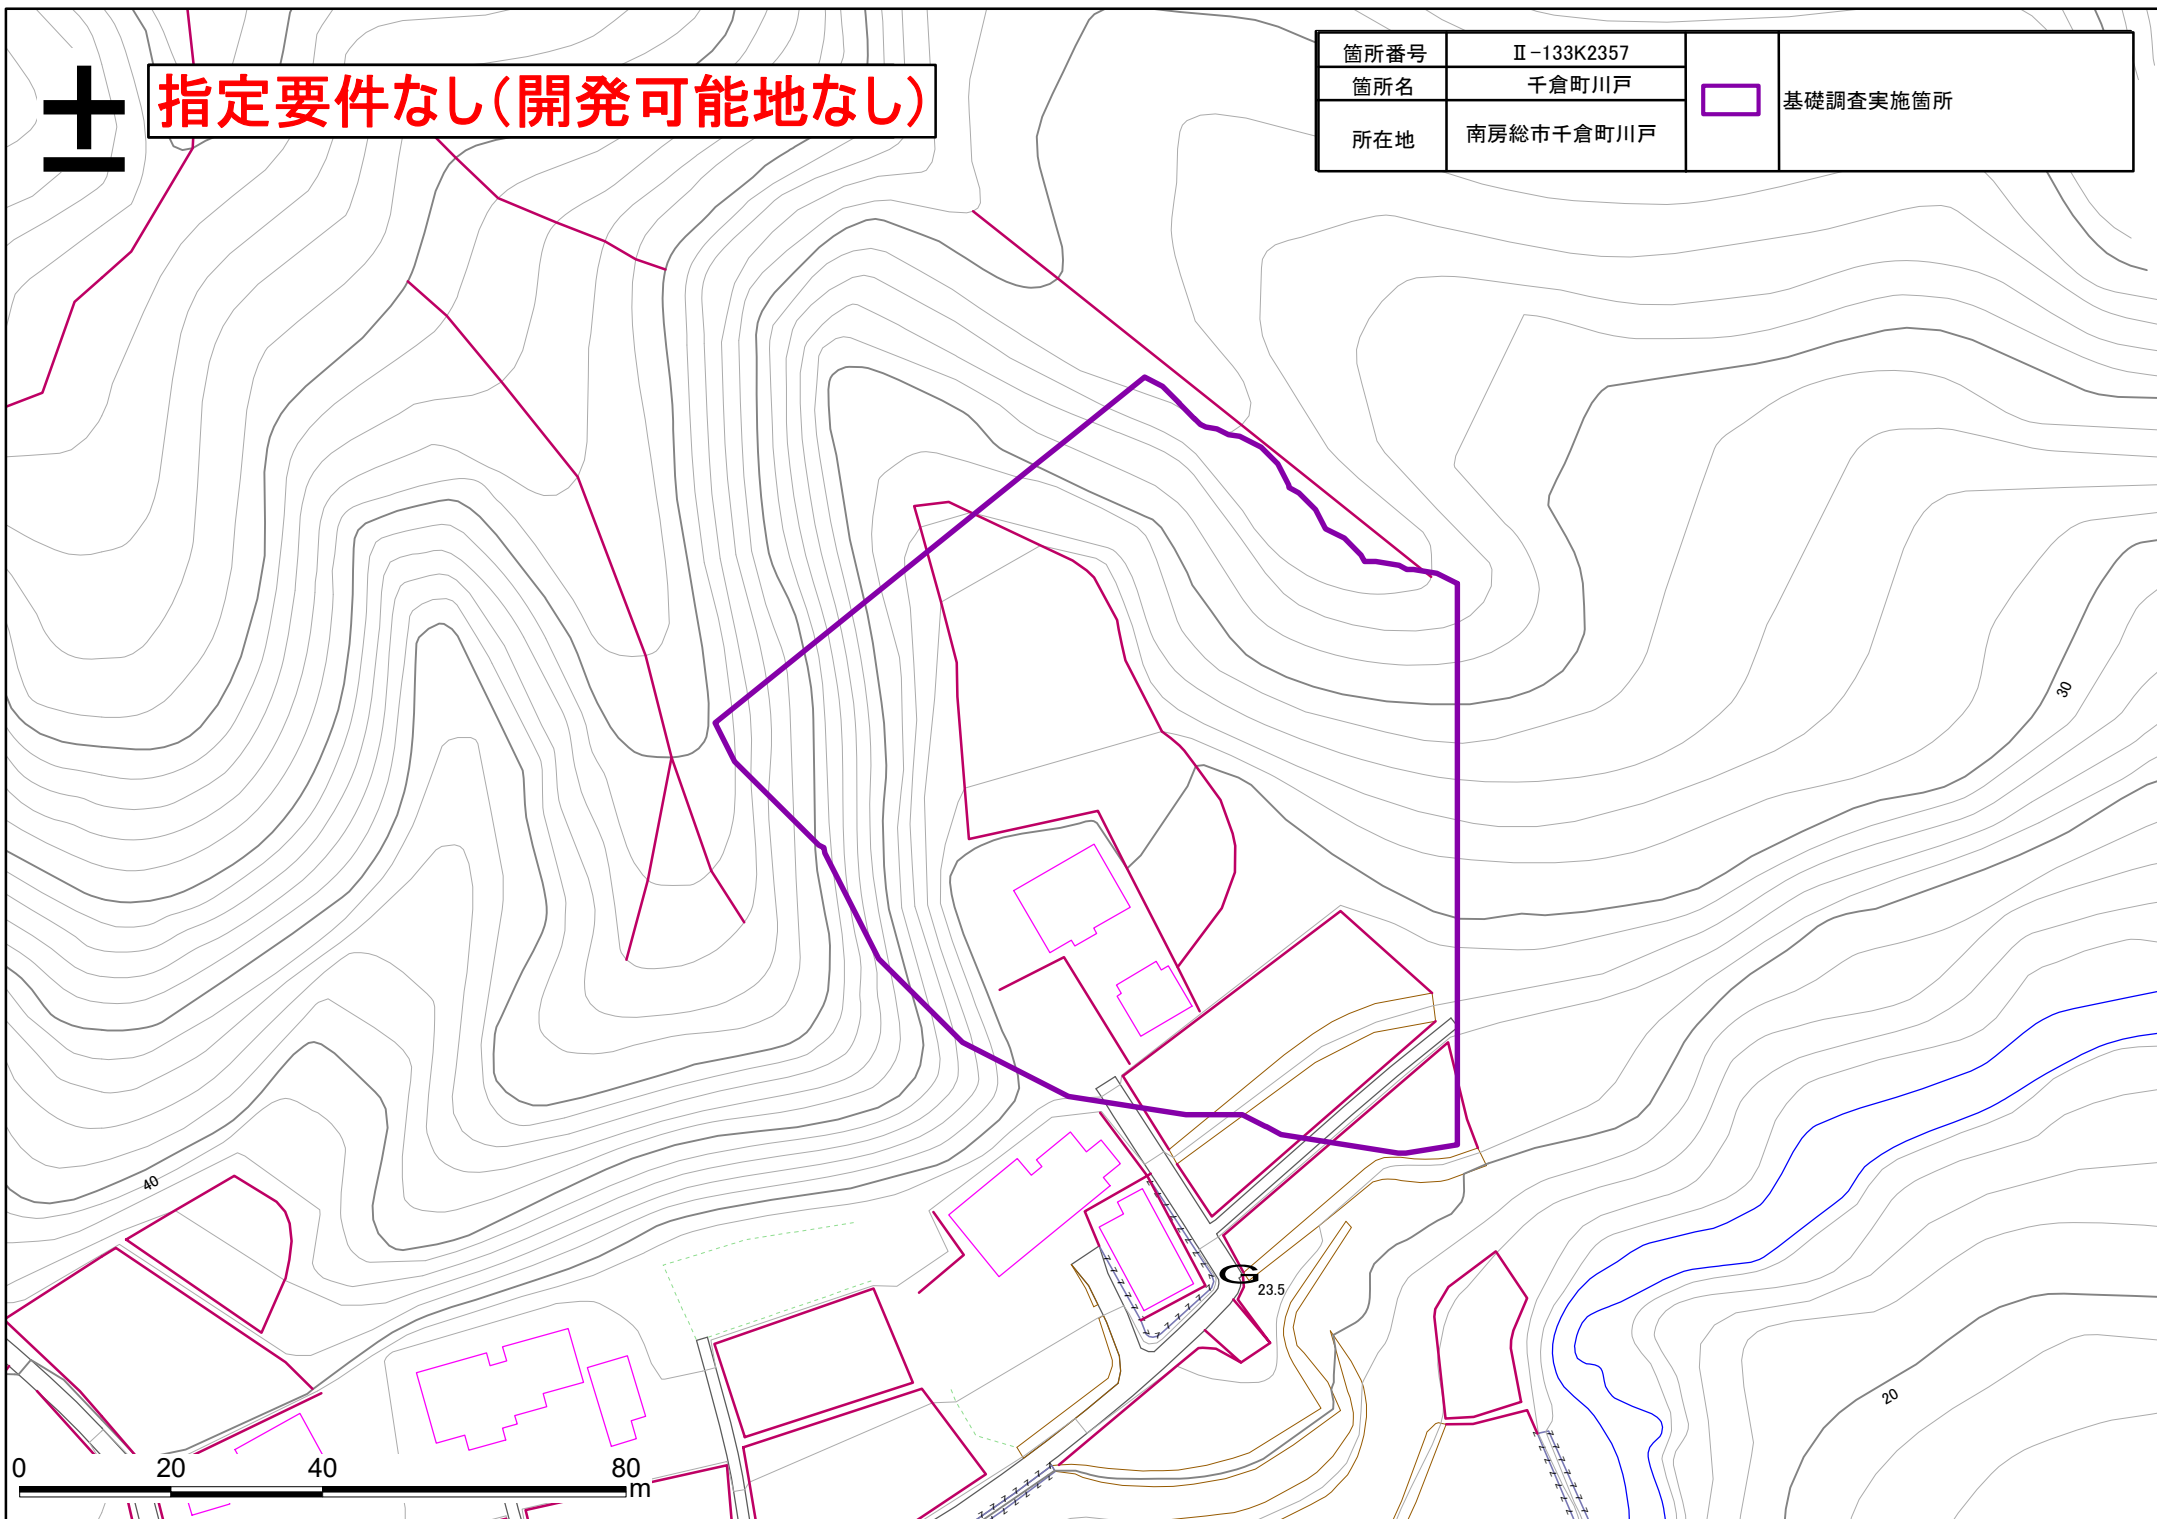 指定要件なし(開発可能地なし)
箇所番号 Ⅱ-133K2357
箇所名 千倉町川戸
所在地 南房総市千倉町川戸
基礎調査実施箇所
30
40
G
23.5
20
0 20 40 80
m